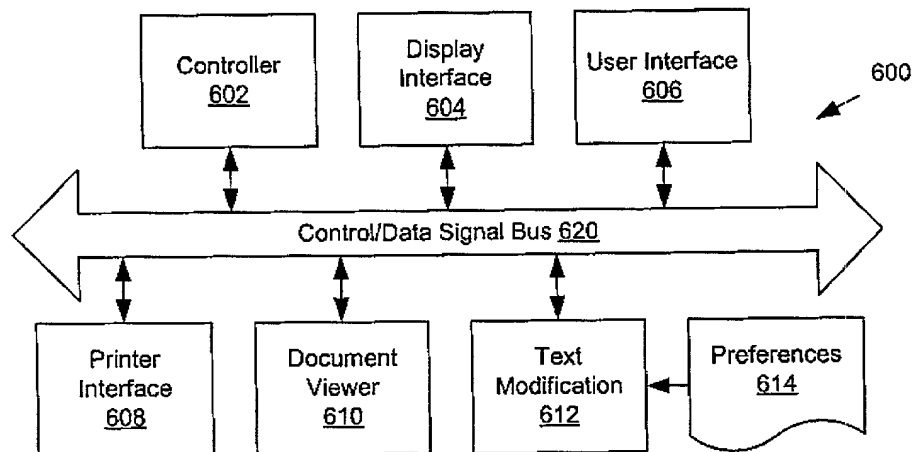 Controller
602
Display
Interface
604
User Interface
606
600
Control/Data Signal Bus 620
Printer
Interface
608
Document
Viewer
610
Text
Modification
612
Preferences
614